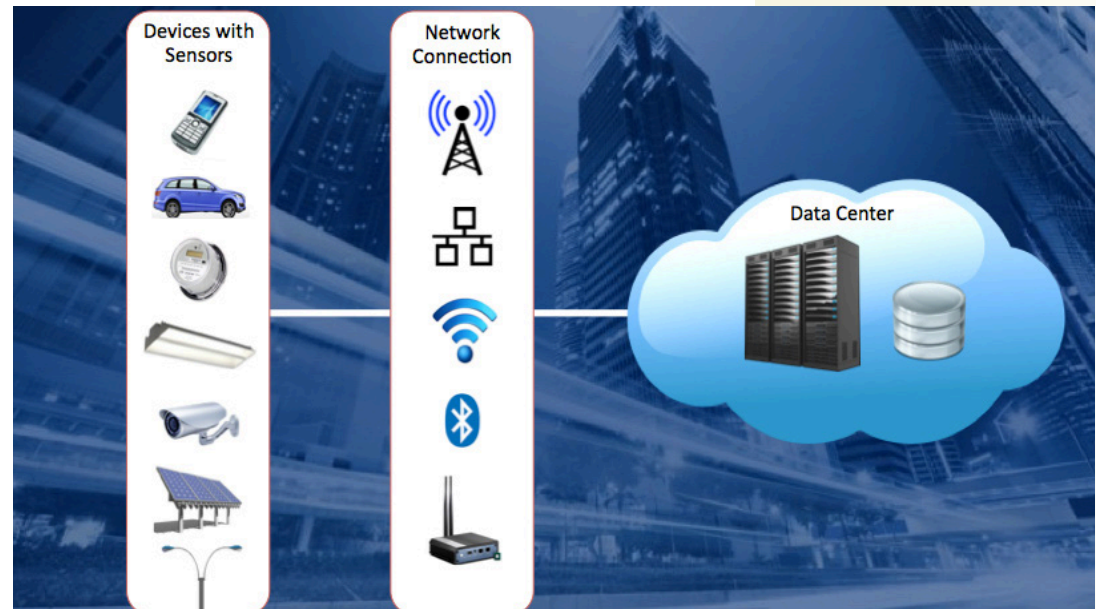 Devices with
Sensors
Network
Connection
Data Center